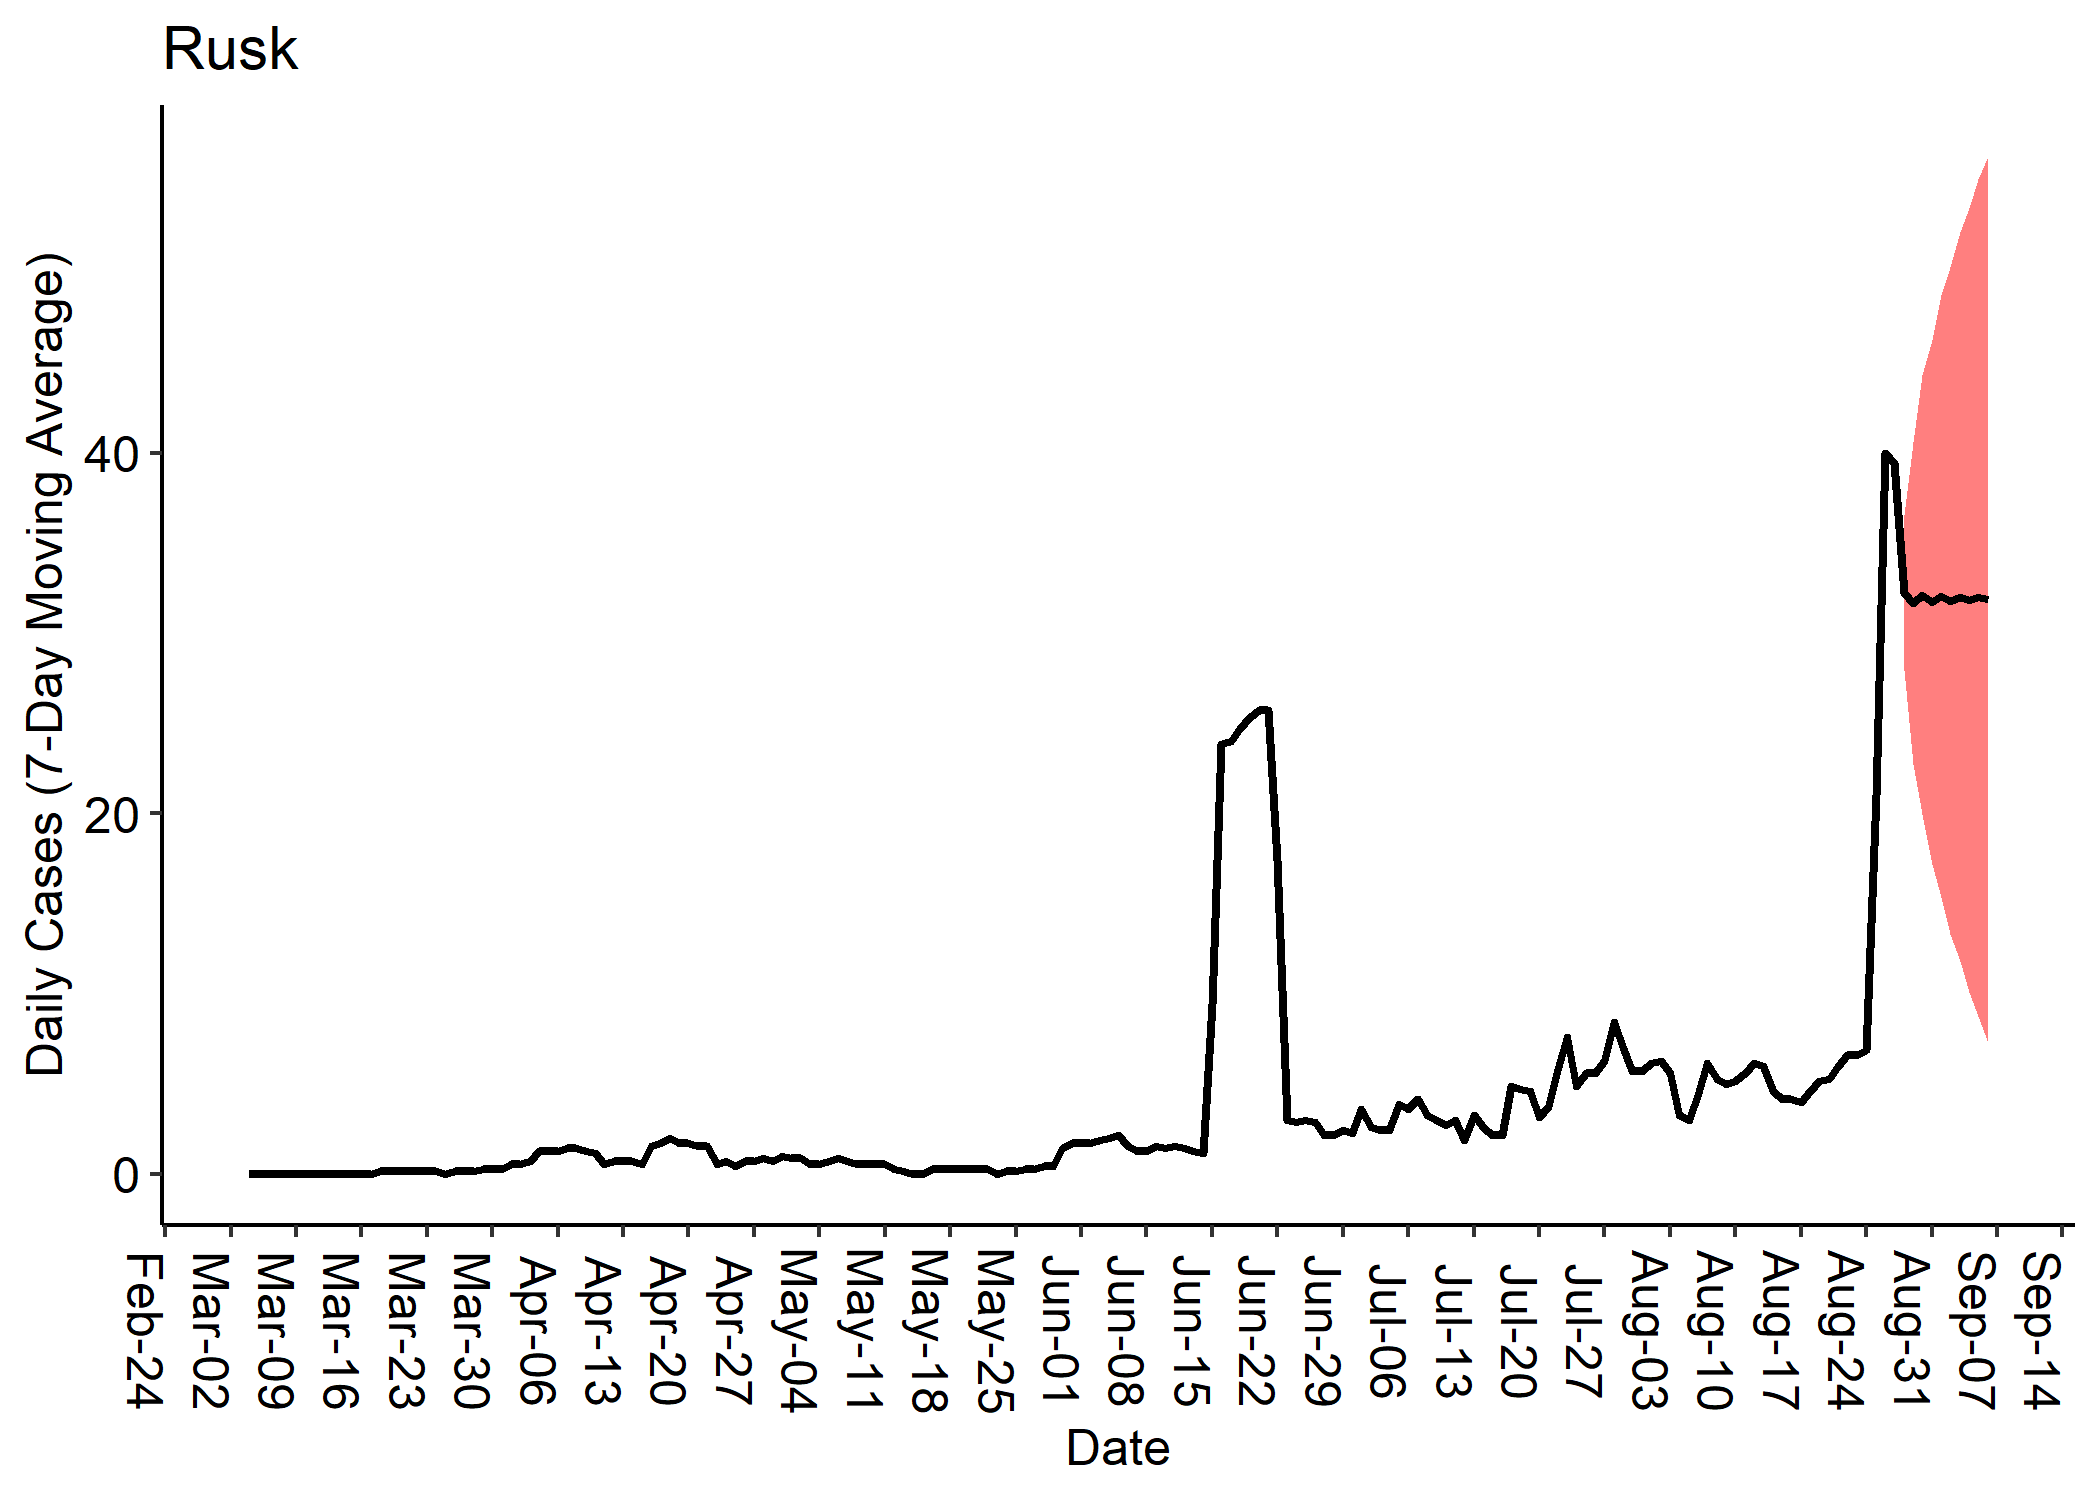 Rusk
Daily Cases (7-Day Moving Average)
40
20
0
Feb-24
Mar-02
Mar-09
Mar-16
Mar-23
Mar-30
Apr-06
Apr-13
Apr-20
Apr-27
May-04
May-11
May-18
May-25
Jun-01
Jun-08
Jun-15
Jun-22
Jun-29
Jul-06
Jul-13
Jul-20
Jul-27
Aug-03
Aug-10
Aug-17
Aug-24
Aug-31
Sep-07
Sep-14
Date